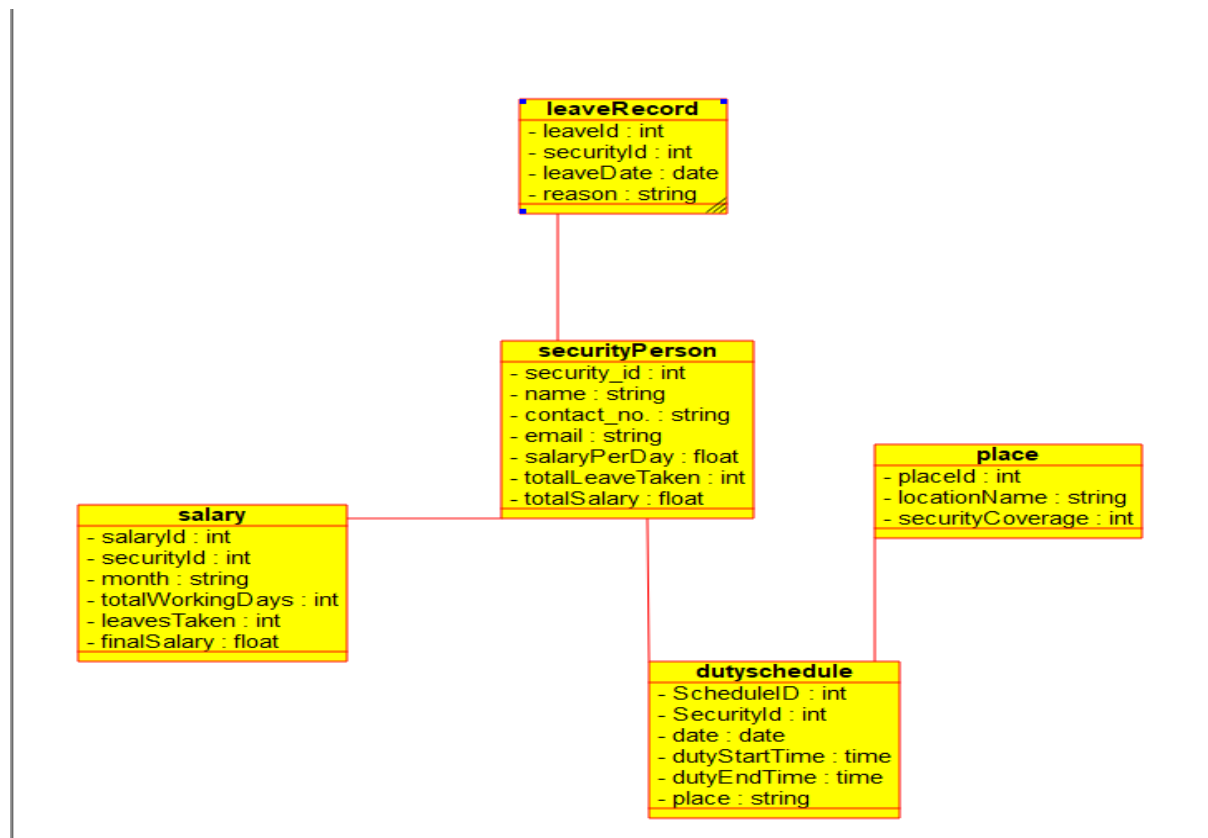 leaveRecord
- leaveId : int
- securityId : int
- leaveDate : date
- reason : string
securityPerson
- security_id : int
- name : string
- contact_no. : string
- email : string
- salaryPerDay : float
- totalLeaveTaken : int
- totalSalary : float
place
- placeId : int
- locationName : string
- securityCoverage : int
salary
- salaryId : int
- securityId : int
- month : string
- totalWorkingDays : int
- leavesTaken : int
- finalSalary : float
dutyschedule
- ScheduleID : int
- SecurityId : int
- date : date
- dutyStartTime : time
- dutyEndTime : time
- place : string